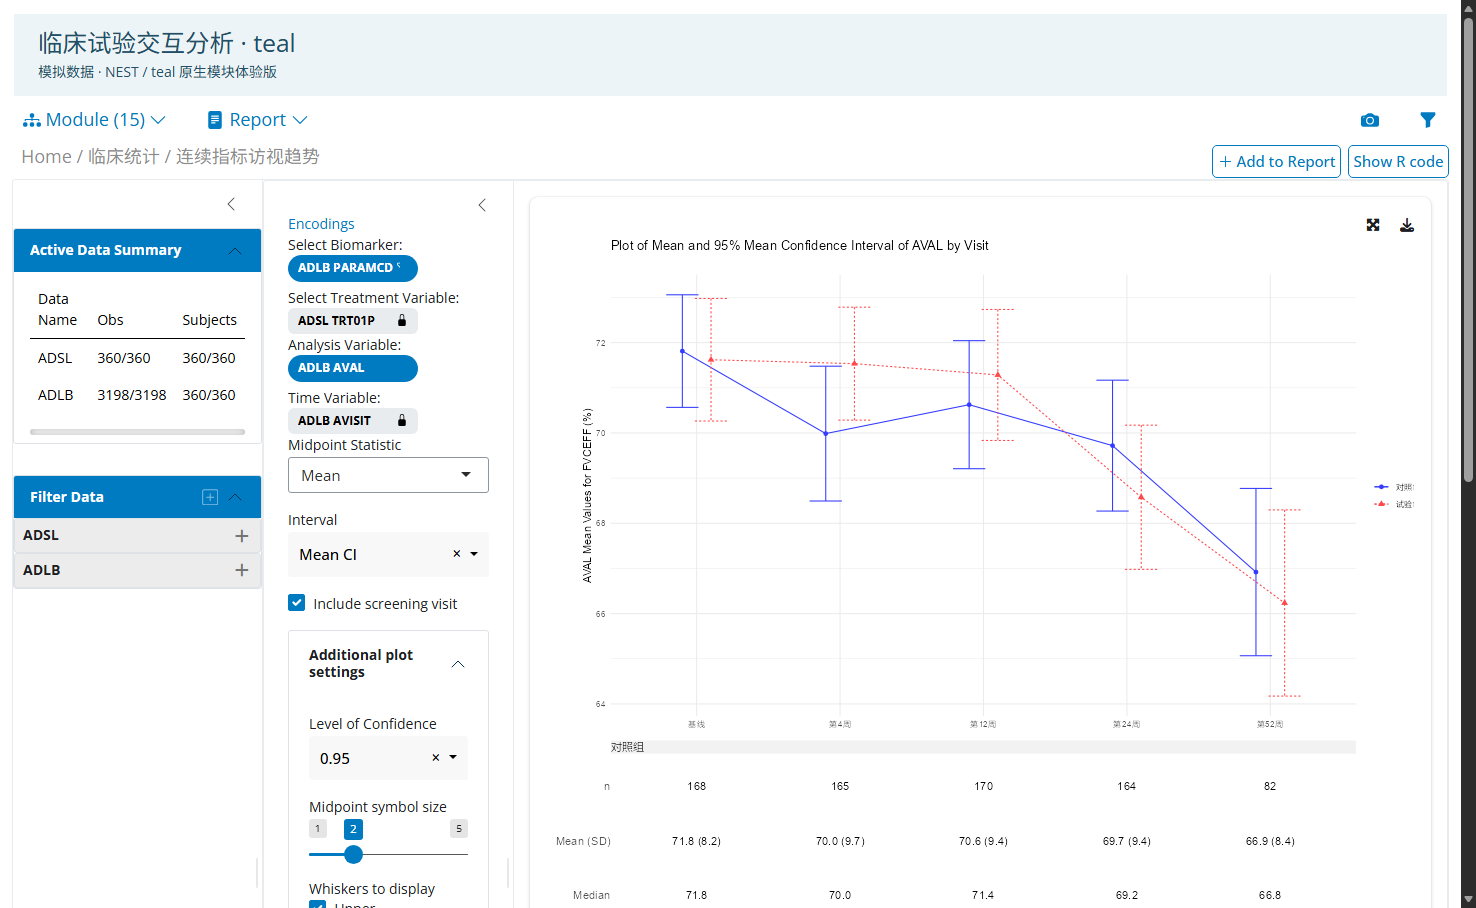 临床试验交互分析 · teal
模拟数据 · NEST / teal 原生模块体验版
Module (15)
Report
Home / 临床统计 / 连续指标访视趋势
+ Add to Report
Show R code
Active Data Summary
Data Name Obs Subjects
ADSL 360/360 360/360
ADLB 3198/3198 360/360
Filter Data
ADSL
ADLB
Encodings
Select Biomarker:
ADLB PARAMCD
Select Treatment Variable:
ADSL TRT01P
Analysis Variable:
ADLB AVAL
Time Variable:
ADLB AVISIT
Midpoint Statistic
Mean
Interval
Mean CI ×
Include screening visit
Additional plot settings
Level of Confidence
0.95 ×
Midpoint symbol size
1 2 5
Whiskers to display
Upper
Plot of Mean and 95% Mean Confidence Interval of AVAL by Visit
AVAL Mean Values for FVCEFF (%)
72
70
68
66
64
基线 第4周 第12周 第24周 第52周
对照
试验
对照组
n 168 165 170 164 82
Mean (SD) 71.8 (8.2) 70.0 (9.7) 70.6 (9.4) 69.7 (9.4) 66.9 (8.4)
Median 71.8 70.0 71.4 69.2 66.8